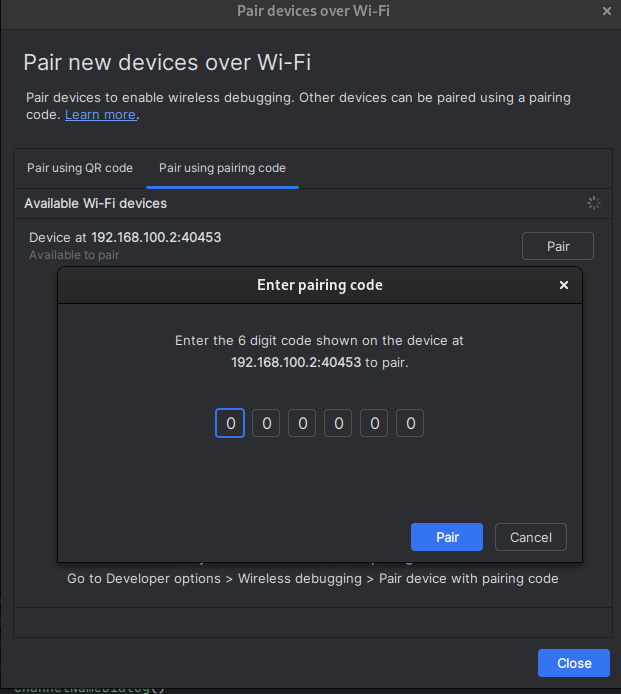 Pair devices over Wi-Fi
Pair new devices over Wi-Fi
Pair devices to enable wireless debugging. Other devices can be paired using a pairing
code. Learn more.
Pair using QR code
Pair using pairing code
Available Wi-Fi devices
Device at 192.168.100.2:40453
Available to pair
Pair
Enter pairing code
Enter the 6 digit code shown on the device at
192.168.100.2:40453 to pair.
0 0 0 0 0 0
Pair
Cancel
Go to Developer options > Wireless debugging > Pair device with pairing code
Close